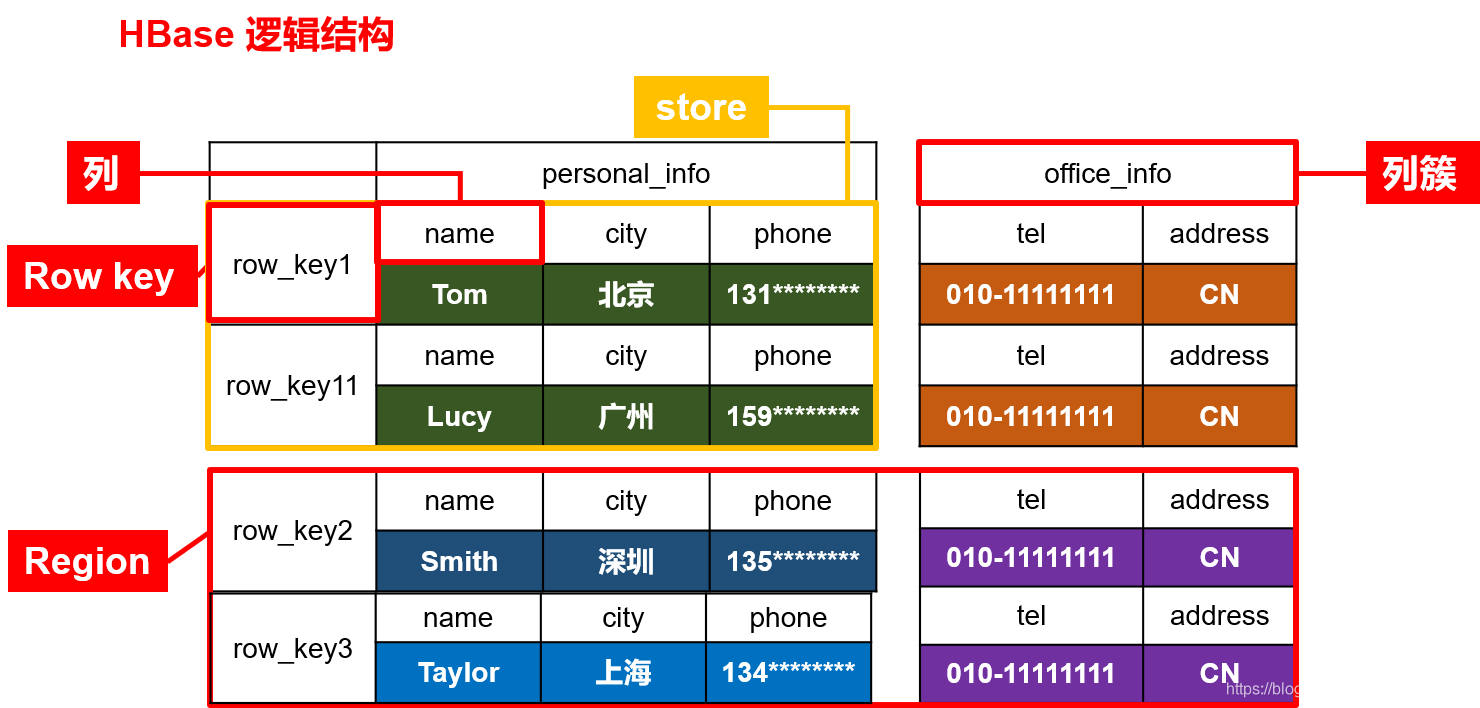 HBase 逻辑结构
store
列
personal_info
office_info
列簇
Row key
row_key1
name
city
phone
tel
address
Tom
北京
131********
010-11111111
CN
row_key11
name
city
phone
tel
address
Lucy
广州
159********
010-11111111
CN
Region
row_key2
name
city
phone
tel
address
Smith
深圳
135********
010-11111111
CN
row_key3
name
city
phone
tel
address
Taylor
上海
134********
010-11111111
CN
https://blog